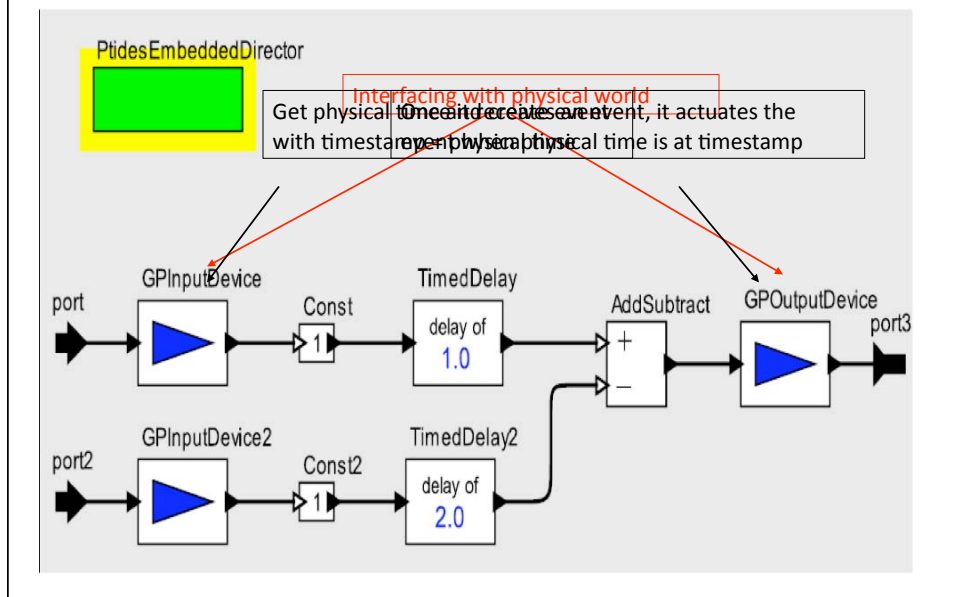 PtidesEmbeddedDirector
Interfacing with physical world
Get physical time and an event
with timestamp = physical time
Once it receives an event, it actuates the
event when physical time is at timestamp
GPInputDevice
TimedDelay
port
Const
AddSubtract
GPOutputDevice
port3
1
delay of
1.0
+
−
GPInputDevice2
TimedDelay2
port2
Const2
1
delay of
2.0